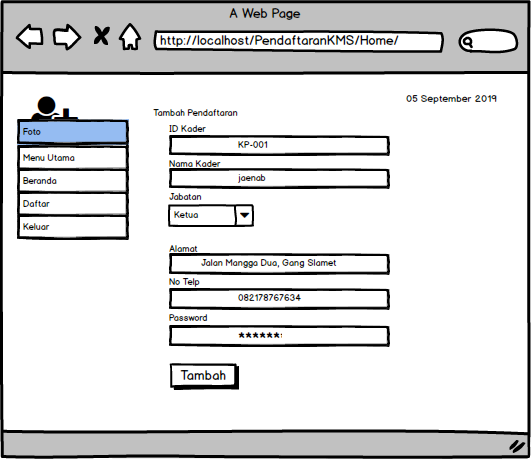 A Web Page
http://localhost/PendaftaranKMS/Home/
05 September 2019
Foto
Menu Utama
Beranda
Daftar
Keluar
Tambah Pendaftaran
ID Kader
KP-001
Nama Kader
jaenab
Jabatan
Ketua
Alamat
Jalan Mangga Dua, Gang Slamet
No Telp
082178767634
Password
******
Tambah